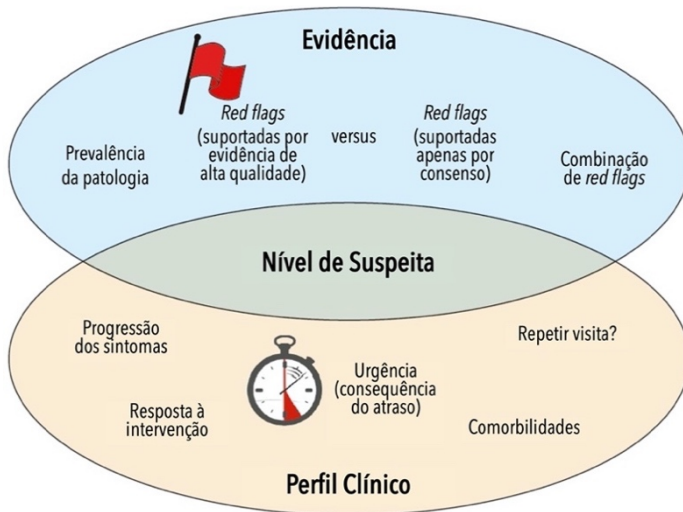 Evidência
Red flags
(suportadas por
evidência de
alta qualidade)
versus
Red flags
(suportadas
apenas por
consenso)
Prevalência
da patologia
Combinação
de red flags
Nível de Suspeita
Progressão
dos sintomas
Repetir visita?
Urgência
(consequência
do atraso)
Resposta à
intervenção
Comorbilidades
Perfil Clínico